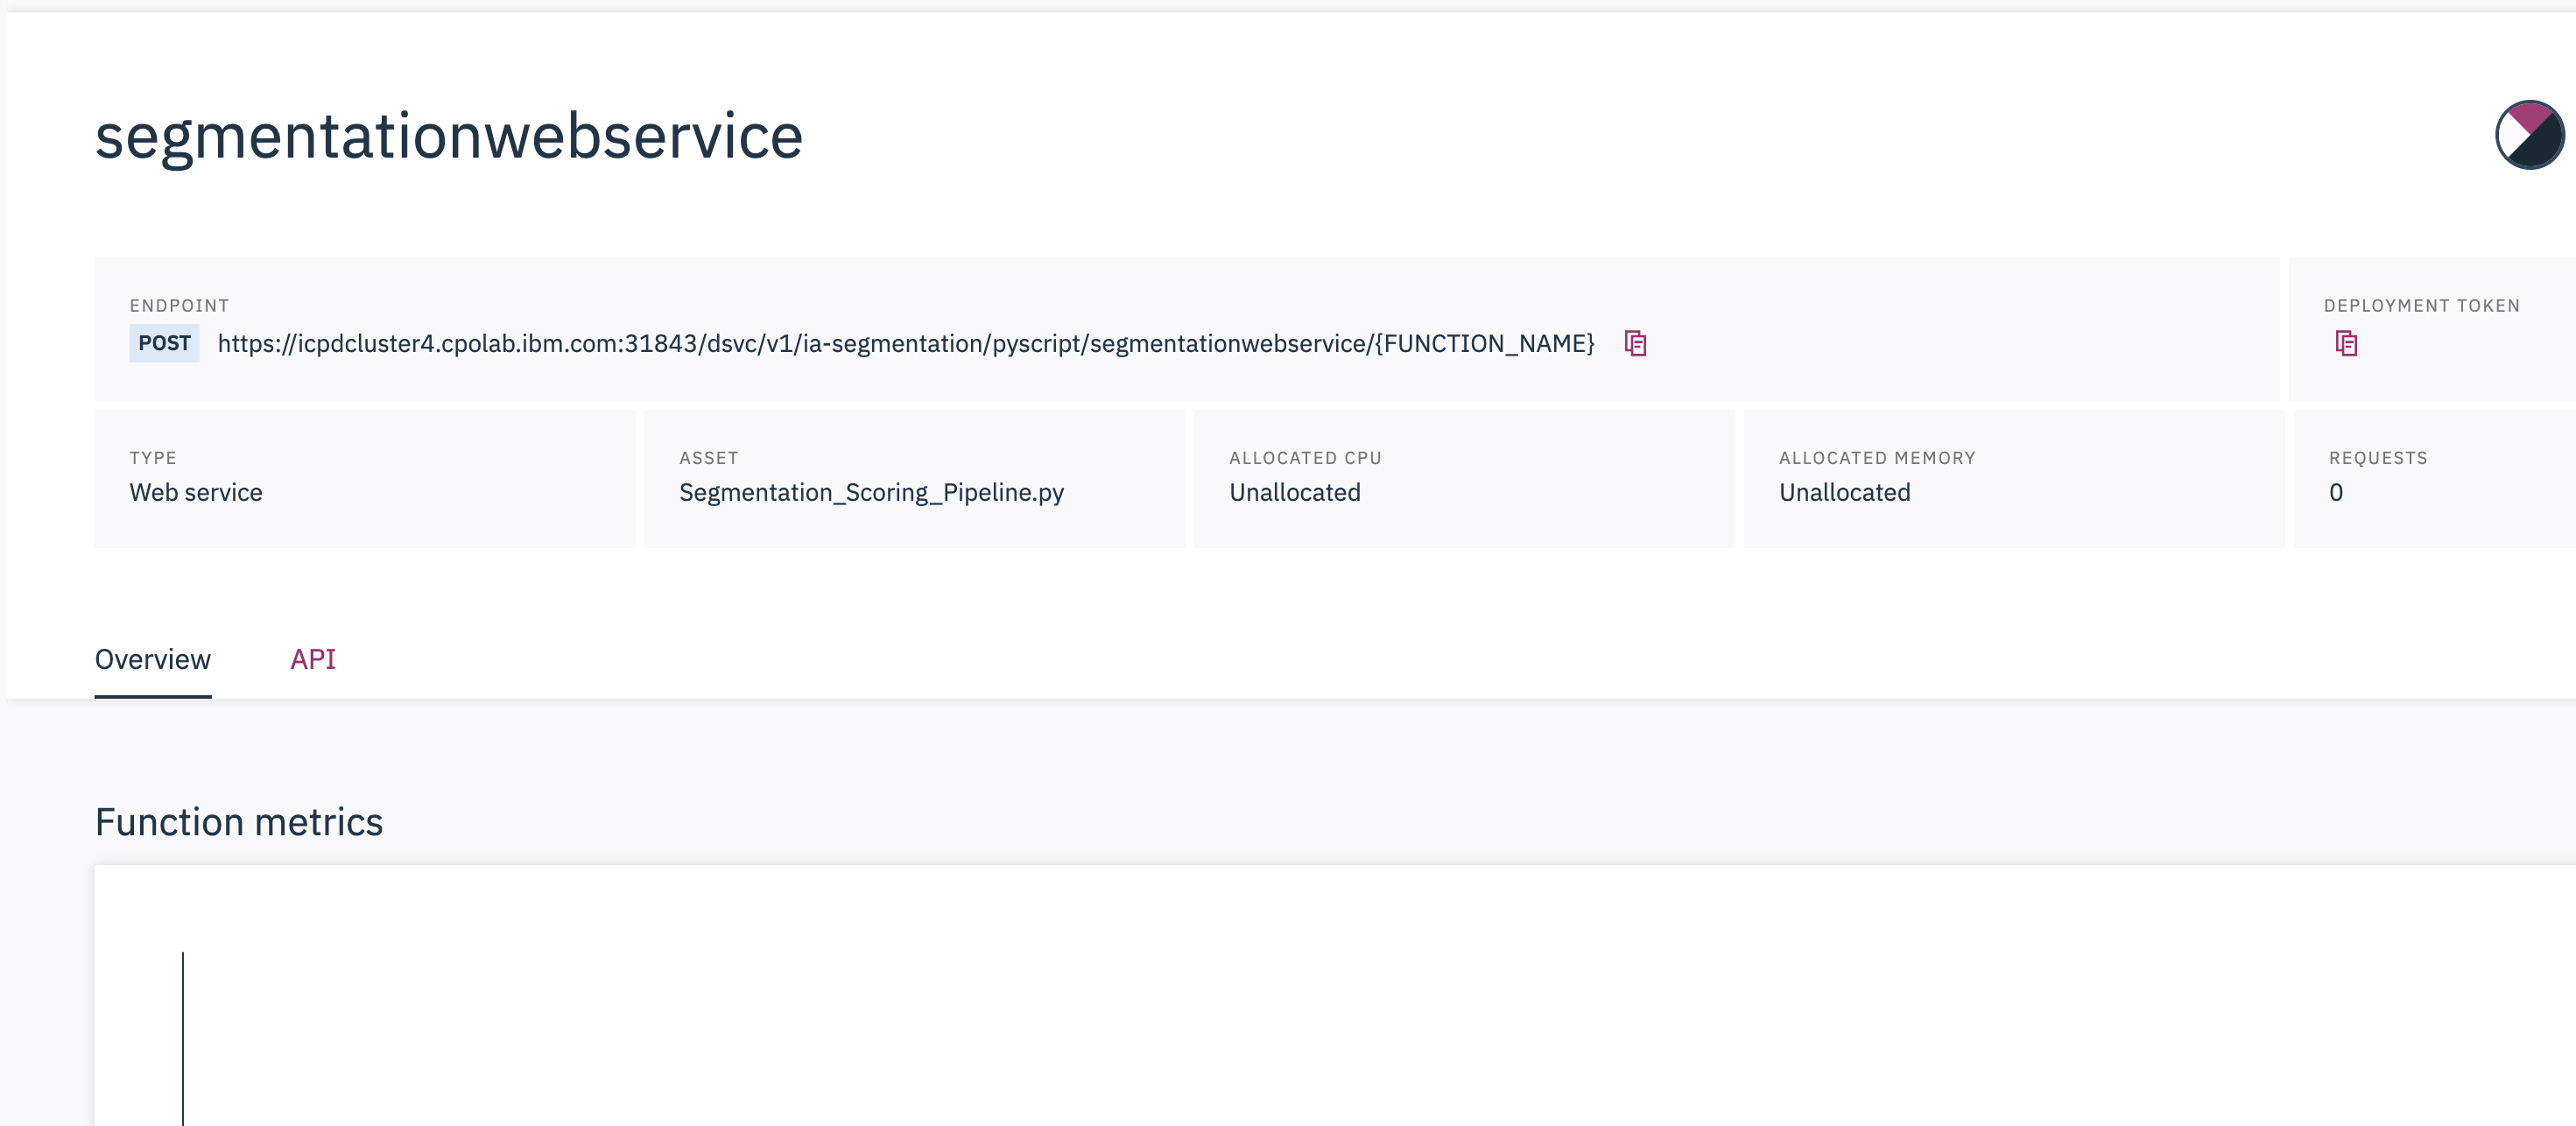 segmentationwebservice
ENDPOINT
POST https://icpdcluster4.cpolab.ibm.com:31843/dsvc/v1/ia-segmentation/pyscript/segmentationwebservice/{FUNCTION_NAME}
DEPLOYMENT TOKEN
TYPE
Web service
ASSET
Segmentation_Scoring_Pipeline.py
ALLOCATED CPU
Unallocated
ALLOCATED MEMORY
Unallocated
REQUESTS
0
Overview API
Function metrics